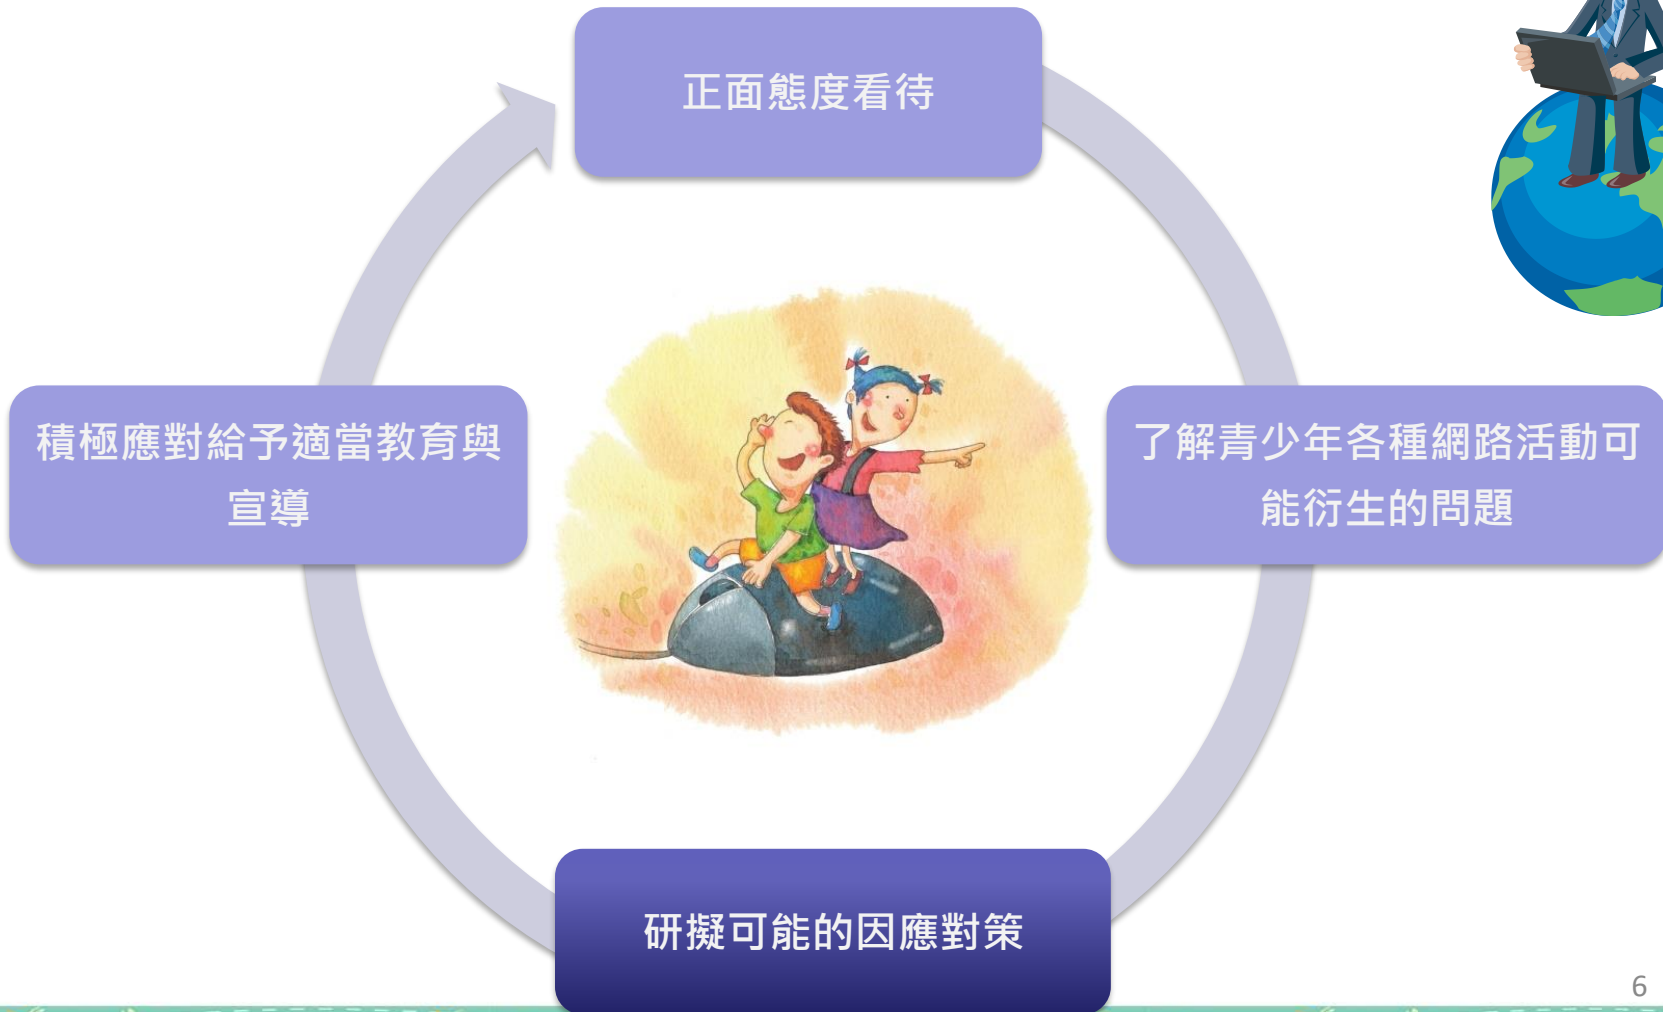 正面態度看待
積極應對給予適當教育與
宣導
了解青少年各種網路活動可
能衍生的問題
研擬可能的因應對策
6